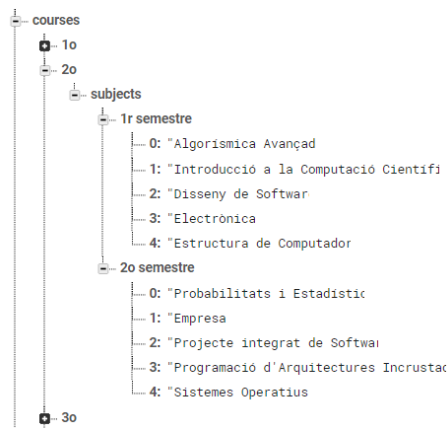 courses
1o
2o
subjects
1r semestre
0: "Algorísmica Avançad
1: "Introducció a la Computació Científi
2: "Disseny de Softwar
3: "Electrònica
4: "Estructura de Computador
2o semestre
0: "Probabilitats i Estadístic
1: "Empresa
2: "Projecte integrat de Softwar
3: "Programació d'Arquitectures Incrustad
4: "Sistemes Operatius
3o